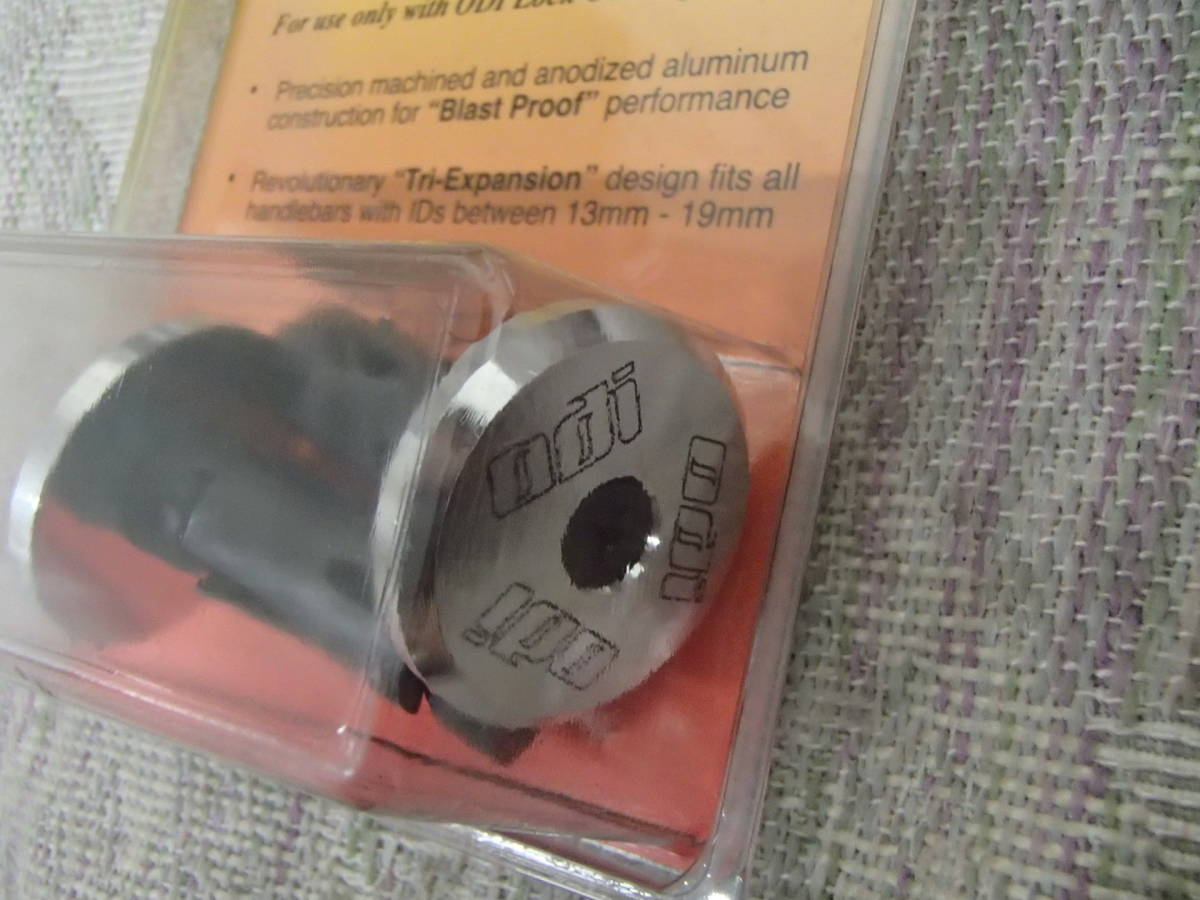 For use only with ODI Lock
• Precision machined and anodized aluminum
construction for "Blast Proof" performance
• Revolutionary "Tri-Expansion" design fits all
handlebars with IDs between 13mm - 19mm
odi
odi
odi